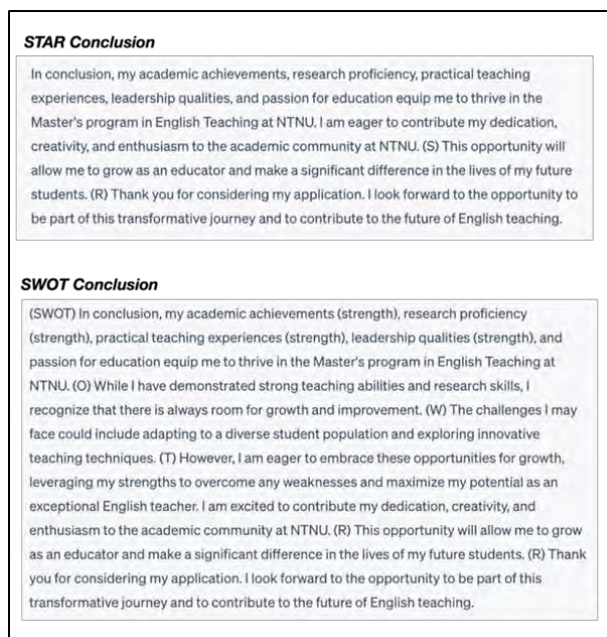 STAR Conclusion
In conclusion, my academic achievements, research proficiency, practical teaching
experiences, leadership qualities, and passion for education equip me to thrive in the
Master's program in English Teaching at NTNU. I am eager to contribute my dedication,
creativity, and enthusiasm to the academic community at NTNU. (S) This opportunity will
allow me to grow as an educator and make a significant difference in the lives of my future
students. (R) Thank you for considering my application. I look forward to the opportunity to
be part of this transformative journey and to contribute to the future of English teaching.
SWOT Conclusion
(SWOT) In conclusion, my academic achievements (strength), research proficiency
(strength), practical teaching experiences (strength), leadership qualities (strength), and
passion for education equip me to thrive in the Master's program in English Teaching at
NTNU. (O) While I have demonstrated strong teaching abilities and research skills, I
recognize that there is always room for growth and improvement. (W) The challenges I may
face could include adapting to a diverse student population and exploring innovative
teaching techniques. (T) However, I am eager to embrace these opportunities for growth,
leveraging my strengths to overcome any weaknesses and maximize my potential as an
exceptional English teacher. I am excited to contribute my dedication, creativity, and
enthusiasm to the academic community at NTNU. (R) This opportunity will allow me to grow
as an educator and make a significant difference in the lives of my future students. (R) Thank
you for considering my application. I look forward to the opportunity to be part of this
transformative journey and to contribute to the future of English teaching.